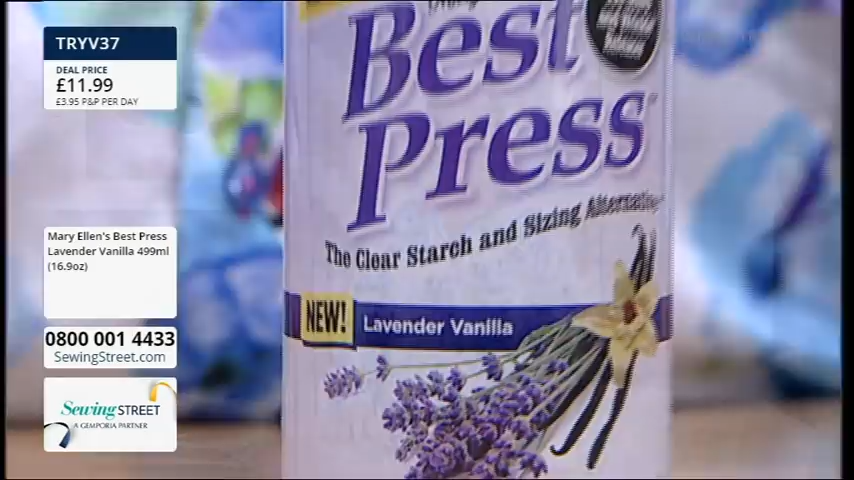 TRYV37
DEAL PRICE
£11.99
£3.95 P&P PER DAY
Mary Ellen's Best Press
Lavender Vanilla 499ml
(16.9oz)
0800 001 4433
SewingStreet.com
Sewing STREET
A GEMPORIA PARTNER
Best
Press
The Clear Starch and Sizing Alternative
NEW!
Lavender Vanilla